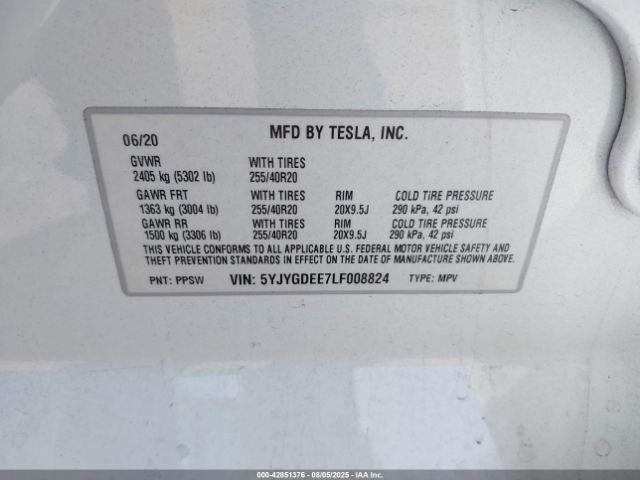 06/20 MFD BY TESLA, INC.
GVWR WITH TIRES
2405 kg (5302 lb) 255/40R20
GAWR FRT WITH TIRES RIM COLD TIRE PRESSURE
1363 kg (3004 lb) 255/40R20 20X9.5J 290 kPa, 42 psi
GAWR RR WITH TIRES RIM COLD TIRE PRESSURE
1500 kg (3306 lb) 255/40R20 20X9.5J 290 kPa, 42 psi
THIS VEHICLE CONFORMS TO ALL APPLICABLE U.S. FEDERAL MOTOR VEHICLE SAFETY AND
THEFT PREVENTION STANDARDS IN EFFECT ON THE DATE OF MANUFACTURE SHOWN ABOVE.
PNT: PPSW VIN: 5YJYGDEE7LF008824 TYPE: MPV
000-42851376 - 08/05/2025 - IAA Inc.